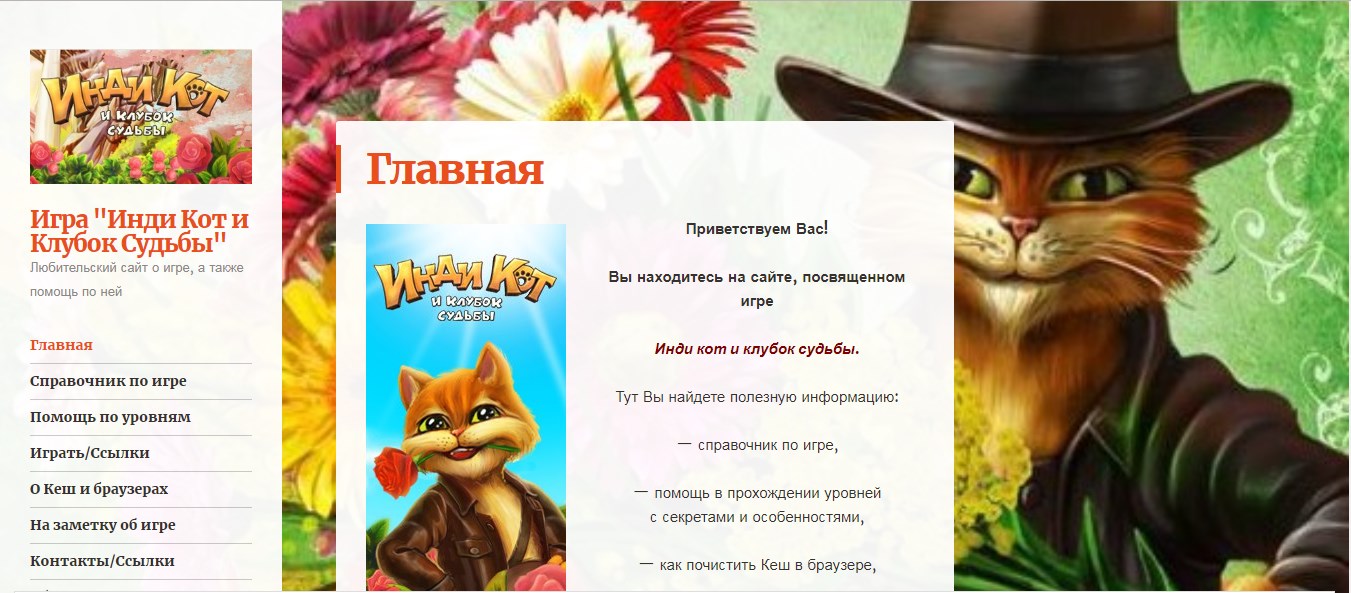 Инди Кот
и клубок
судьбы
Игра "Инди Кот и
Клубок Судьбы"
Любительский сайт о игре, а также
помощь по ней
Главная
Справочник по игре
Помощь по уровням
Играть/Ссылки
О Кеш и браузерах
На заметку об игре
Контакты/Ссылки
Главная
Инди Кот
и клубок
судьбы
Приветствуем Вас!
Вы находитесь на сайте, посвященном
игре
Инди кот и клубок судьбы.
Тут Вы найдете полезную информацию:
— справочник по игре,
— помощь в прохождении уровней
с секретами и особенностями,
— как почистить Кеш в браузере,